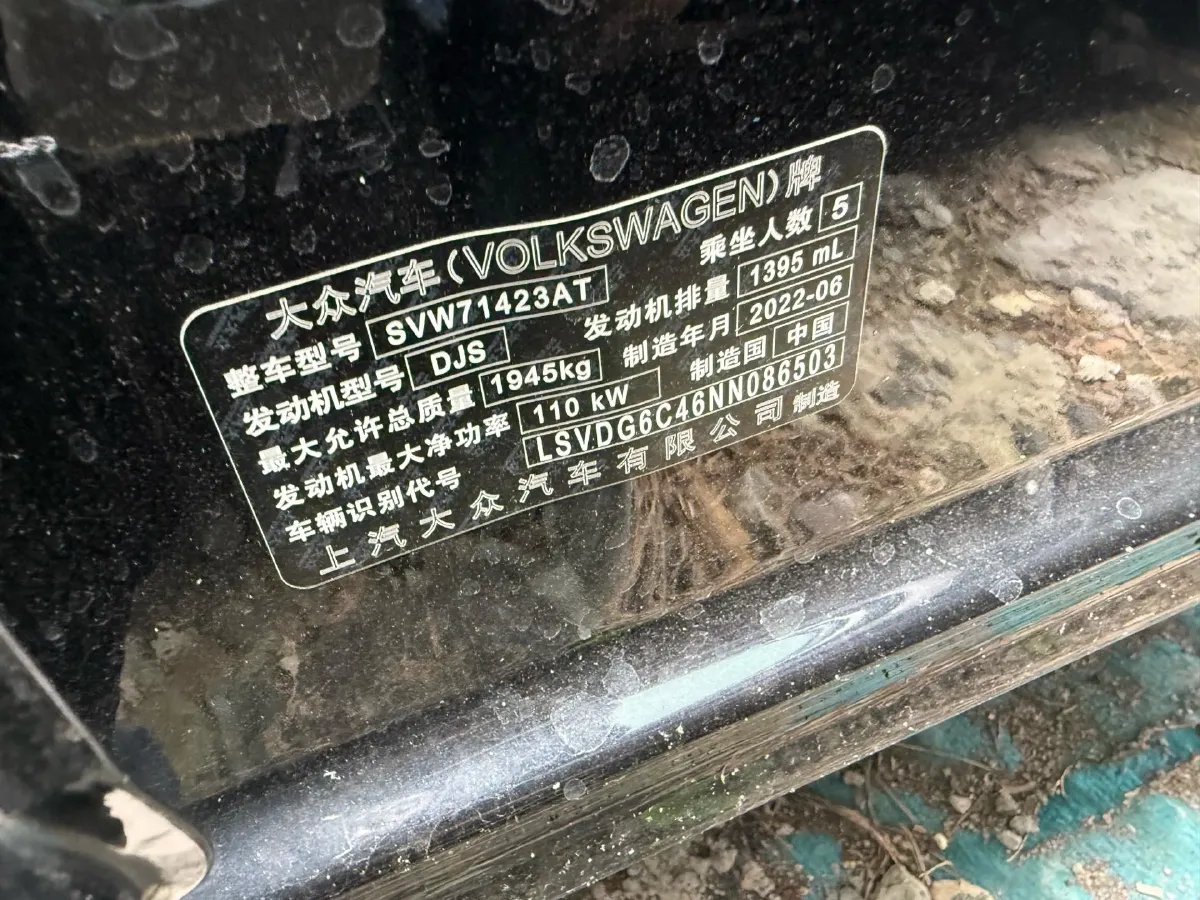 大众汽车(VOLKSWAGEN)牌
整车型号 SVW71423AT 乘坐人数 5
发动机型号 DJS 发动机排量 1395 mL
最大允许总质量 1945kg 制造年月 2022-06
发动机最大净功率 110 kW 制造国 中国
车辆识别代号 LSVDG6C46NN086503
上汽大众汽车有限公司 制造